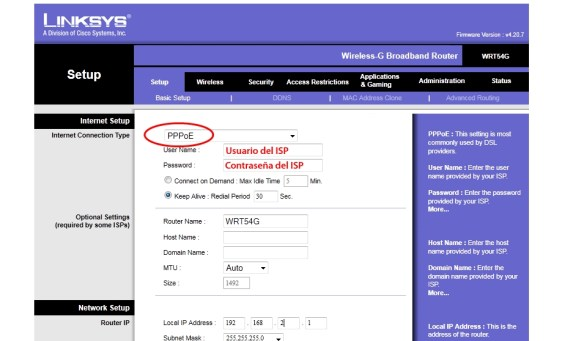 LINKSYS®
A Division of Cisco Systems, Inc.
Firmware Version : v4.20.7
Wireless-G Broadband Router WRT54G
Setup
Setup Wireless Security Access Restrictions Applications & Gaming Administration Status
Basic Setup | DDNS | MAC Address Clone | Advanced Routing
Internet Setup
Internet Connection Type
PPPoE
User Name : Usuario del ISP
Password : Contraseña del ISP
Connect on Demand : Max Idle Time 5 Min.
Keep Alive : Redial Period 30 Sec.
Optional Settings
(required by some ISPs)
Router Name : WRT54G
Host Name :
Domain Name :
MTU : Auto
Size : 1492
Network Setup
Router IP
Local IP Address : 192 . 168 . 2 . 1
Subnet Mask : 255.255.255.0
PPPoE : This setting is most
commonly used by DSL
providers.
User Name : Enter the user
name provided by your ISP.
Password : Enter the password
provided by your ISP.
More...
Host Name : Enter the host
name provided by your ISP.
Domain Name : Enter the
domain name provided by your
ISP.
More...
Local IP Address : This is the
address of the router.